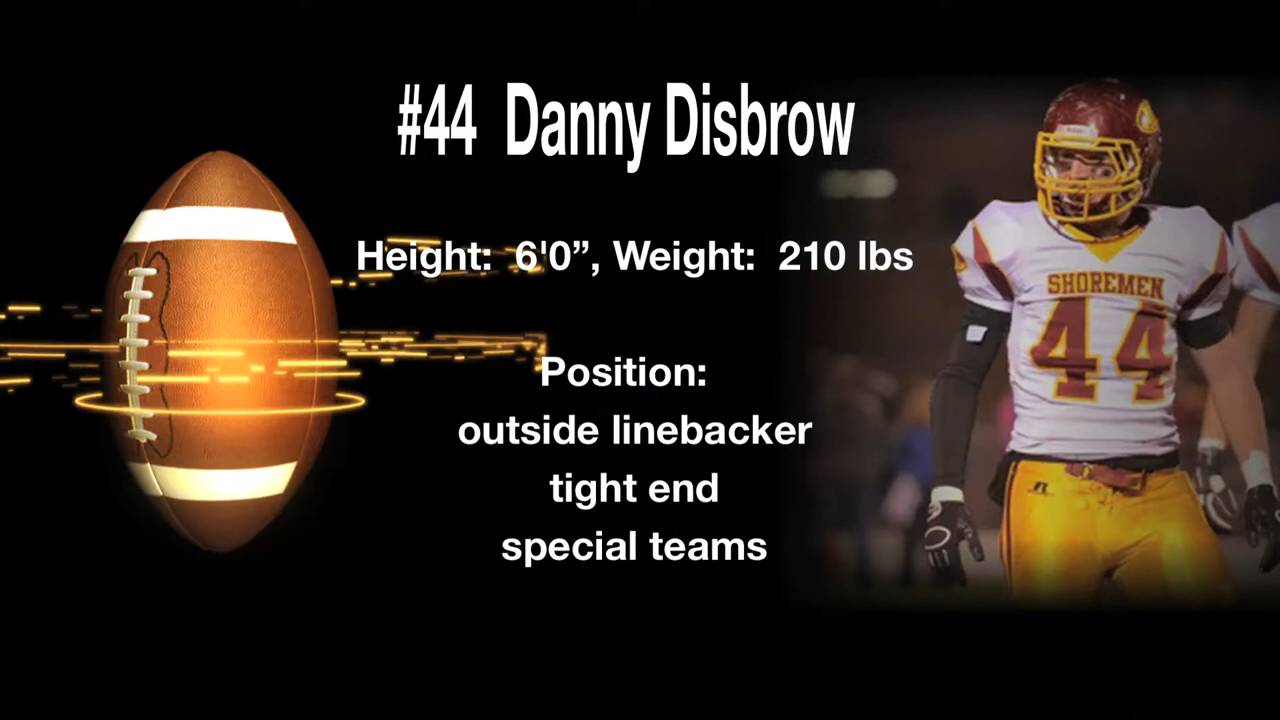 #44  Danny Disbrow
Height:  6'0”, Weight:  210 lbs
Position:
outside linebacker
tight end
special teams
SHOREMEN
44